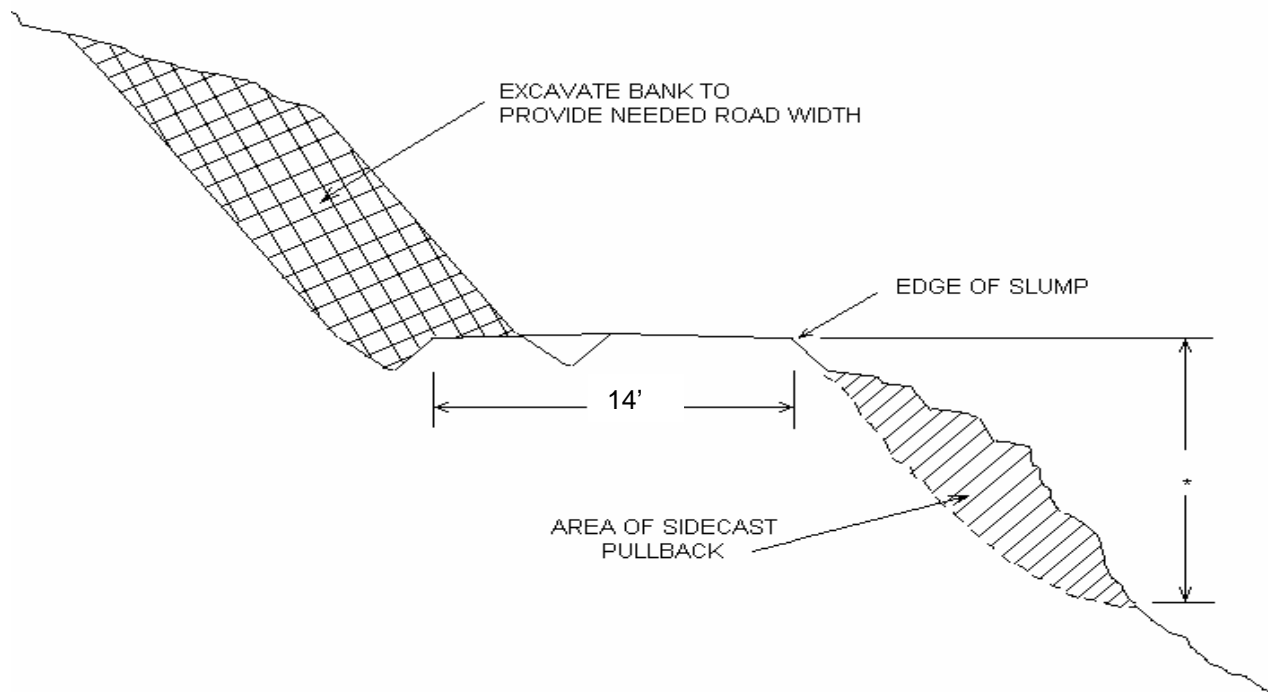 EXCAVATE BANK TO
PROVIDE NEEDED ROAD WIDTH
EDGE OF SLUMP
14’
*
AREA OF SIDECAST
PULLBACK